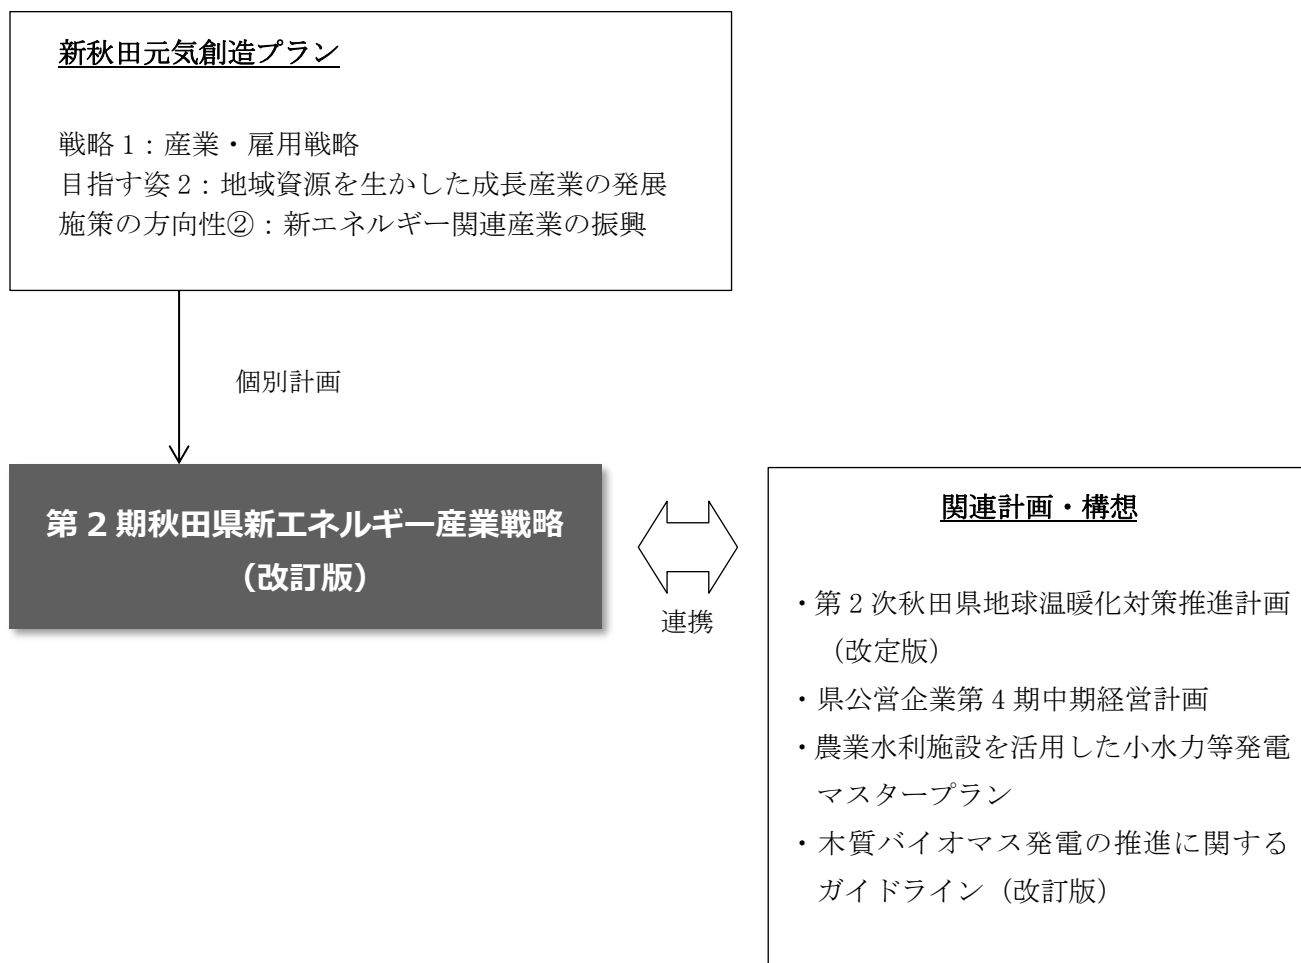 新秋田元気創造プラン
戦略1：産業・雇用戦略
目指す姿2：地域資源を生かした成長産業の発展
施策の方向性②：新エネルギー関連産業の振興
個別計画
第2期秋田県新エネルギー産業戦略
（改訂版）
連携
関連計画・構想
・第2次秋田県地球温暖化対策推進計画
（改定版）
・県公営企業第4期中期経営計画
・農業水利施設を活用した小水力等発電
マスタープラン
・木質バイオマス発電の推進に関する
ガイドライン（改訂版）